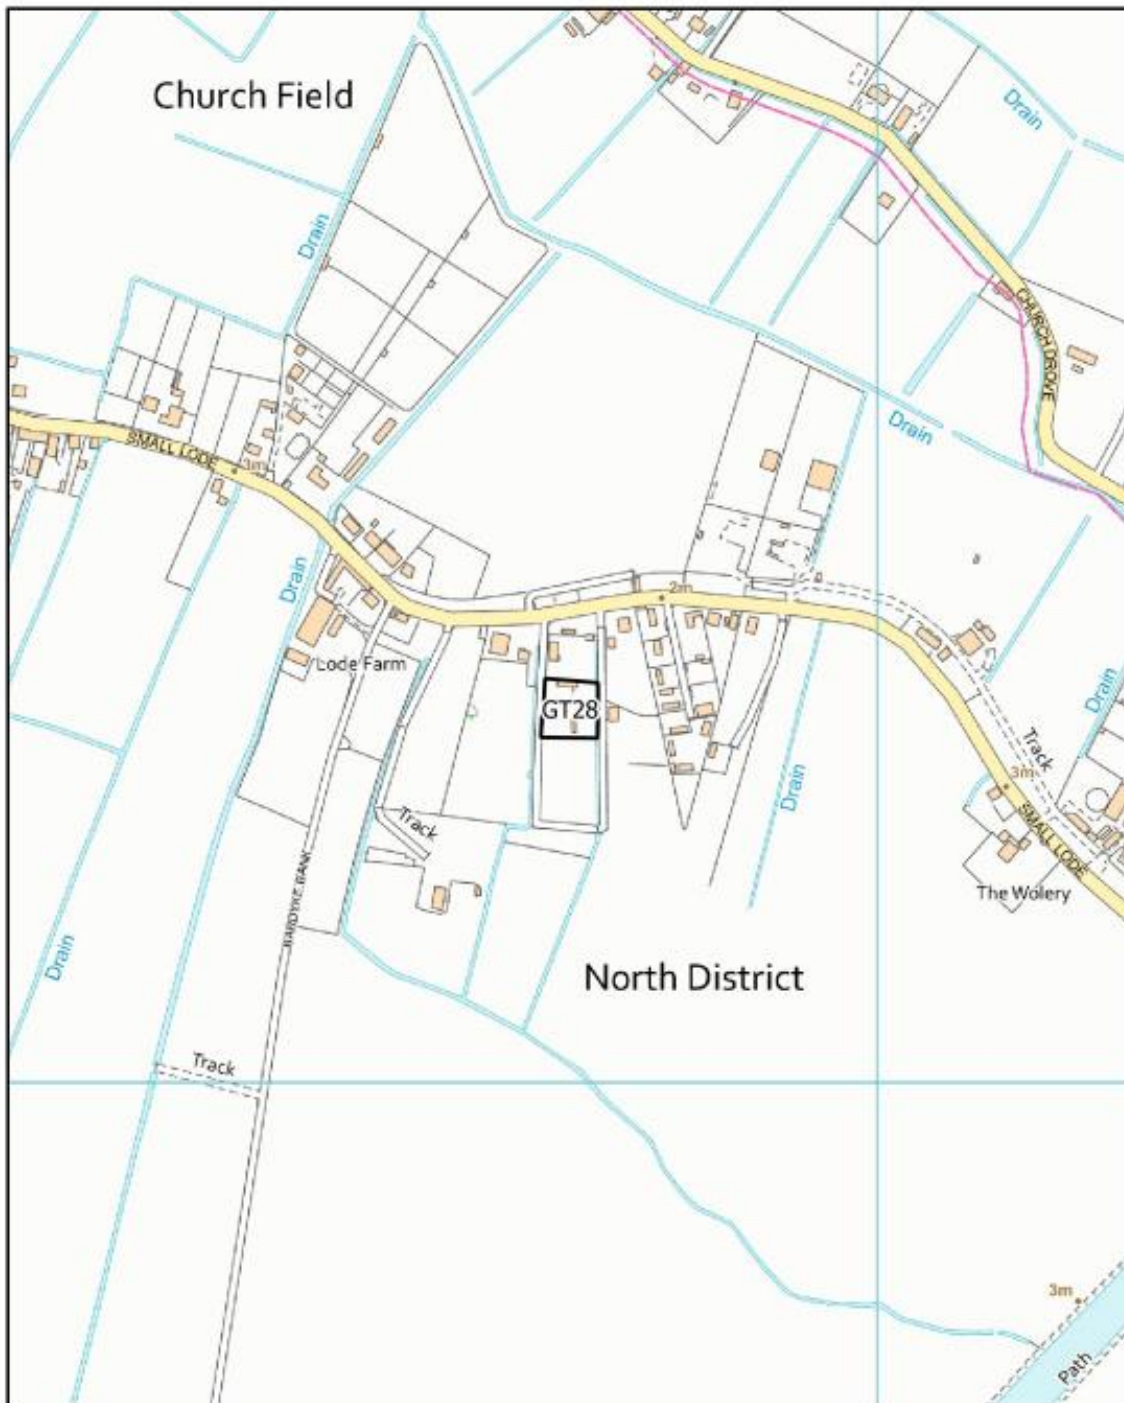 Church Field
Drain
Drain
CHURCH DROVE
Drain
SMALL LODE
3m
Drain
2m
Lode Farm
GT28
Drain
Track
3m
Drain
Track
SMALL LODE
BARDYKE BANK
The Wolery
Drain
North District
Track
3m
Path